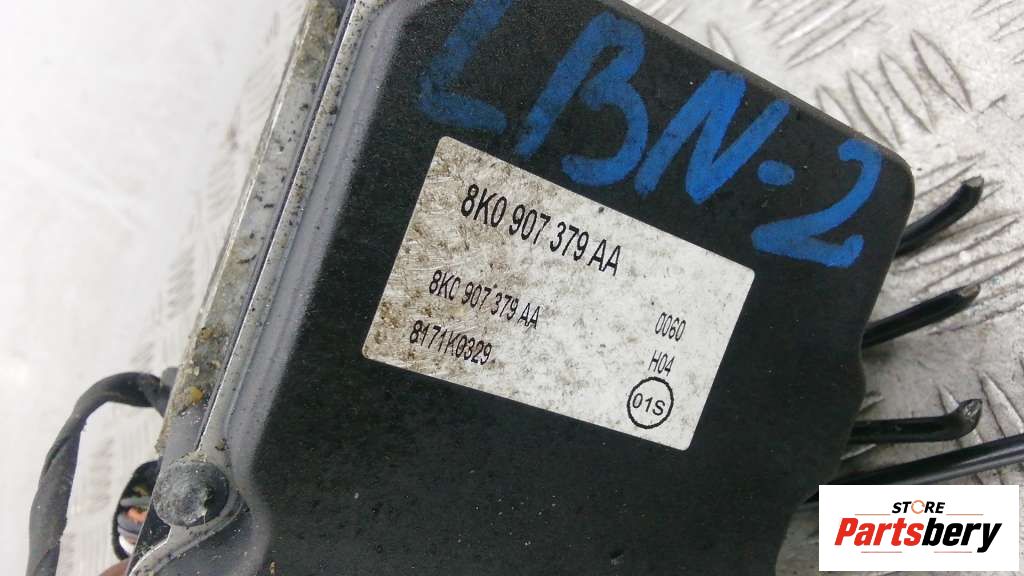 LBN-2
8K0 907 379 AA
8K0 907 379 AA
0060
8171K0329
H04
01S
STORE
Partsbery